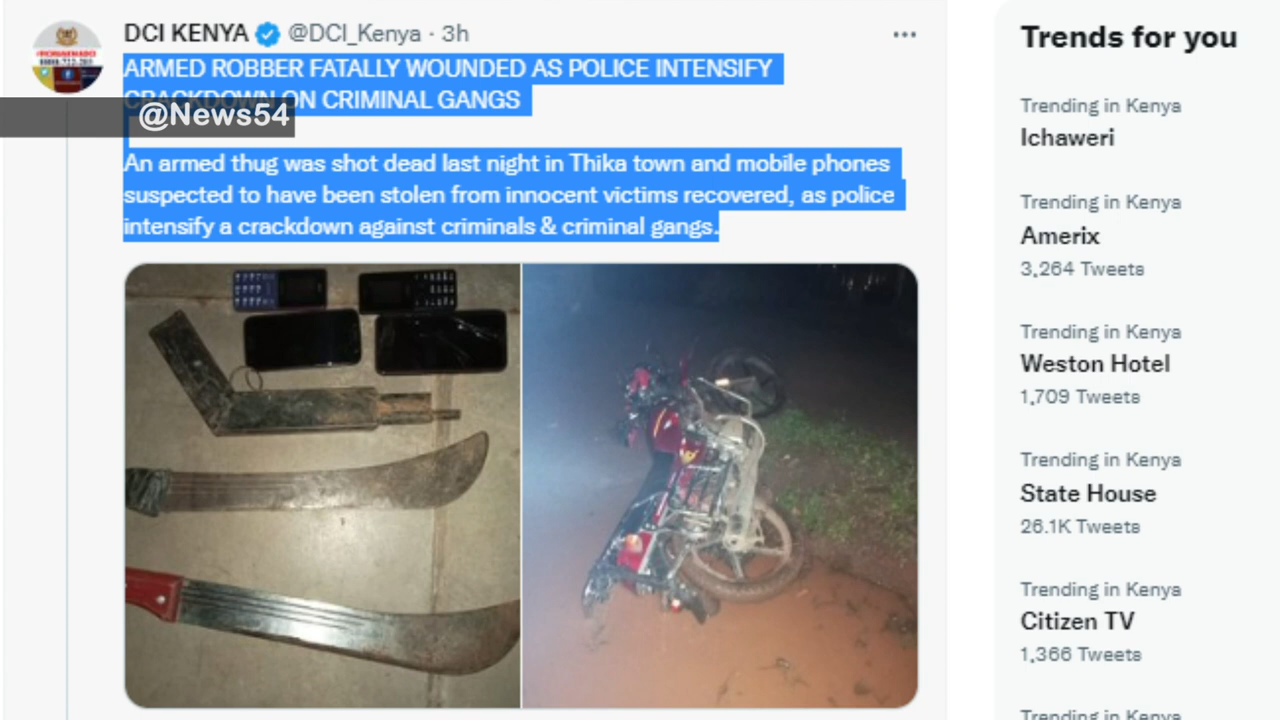 DCI KENYA @DCI_Kenya · 3h
ARMED ROBBER FATALLY WOUNDED AS POLICE INTENSIFY
CRACKDOWN ON CRIMINAL GANGS
@News54
An armed thug was shot dead last night in Thika town and mobile phones
suspected to have been stolen from innocent victims recovered, as police
intensify a crackdown against criminals & criminal gangs.
Trends for you
Trending in Kenya
Ichaweri
Trending in Kenya
Amerix
3,264 Tweets
Trending in Kenya
Weston Hotel
1,709 Tweets
Trending in Kenya
State House
26.1K Tweets
Trending in Kenya
Citizen TV
1,366 Tweets
Trending in Kenya